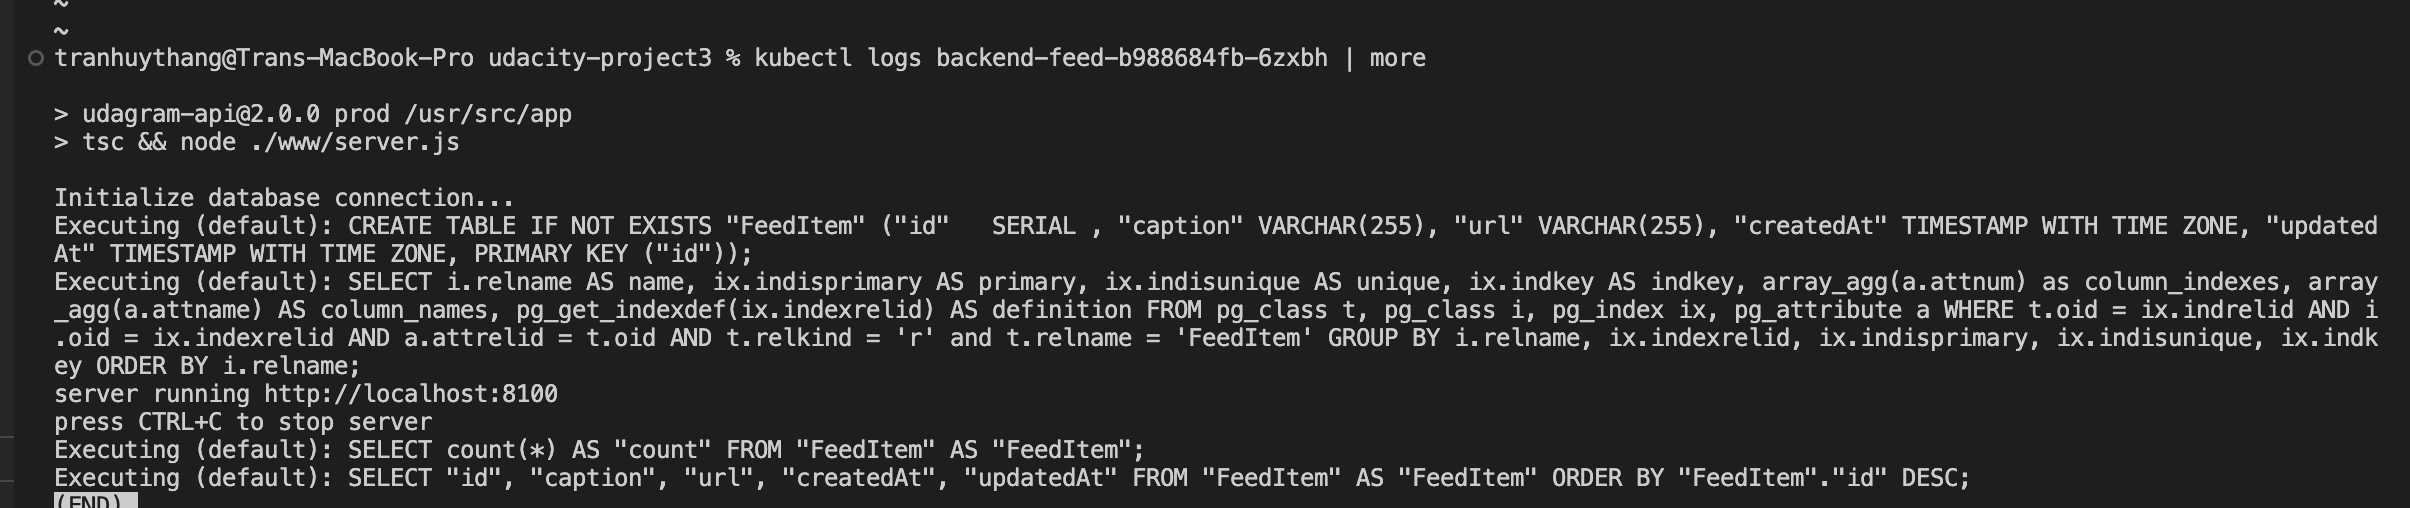 ~
~
tranhuythang@Trans-MacBook-Pro udacity-project3 % kubectl logs backend-feed-b988684fb-6zxbh | more
> udagram-api@2.0.0 prod /usr/src/app
> tsc && node ./www/server.js
Initialize database connection...
Executing (default): CREATE TABLE IF NOT EXISTS "FeedItem" ("id"   SERIAL , "caption" VARCHAR(255), "url" VARCHAR(255), "createdAt" TIMESTAMP WITH TIME ZONE, "updated
At" TIMESTAMP WITH TIME ZONE, PRIMARY KEY ("id"));
Executing (default): SELECT i.relname AS name, ix.indisprimary AS primary, ix.indisunique AS unique, ix.indkey AS indkey, array_agg(a.attnum) as column_indexes, array
_agg(a.attname) AS column_names, pg_get_indexdef(ix.indexrelid) AS definition FROM pg_class t, pg_class i, pg_index ix, pg_attribute a WHERE t.oid = ix.indrelid AND i
.oid = ix.indexrelid AND a.attrelid = t.oid AND t.relkind = 'r' and t.relname = 'FeedItem' GROUP BY i.relname, ix.indexrelid, ix.indisprimary, ix.indisunique, ix.indk
ey ORDER BY i.relname;
server running http://localhost:8100
press CTRL+C to stop server
Executing (default): SELECT count(*) AS "count" FROM "FeedItem" AS "FeedItem";
Executing (default): SELECT "id", "caption", "url", "createdAt", "updatedAt" FROM "FeedItem" AS "FeedItem" ORDER BY "FeedItem"."id" DESC;
(END)